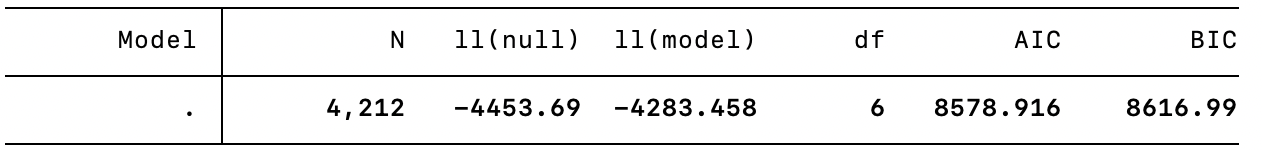 Model N ll(null) ll(model) df AIC BIC
. 4,212 -4453.69 -4283.458 6 8578.916 8616.99